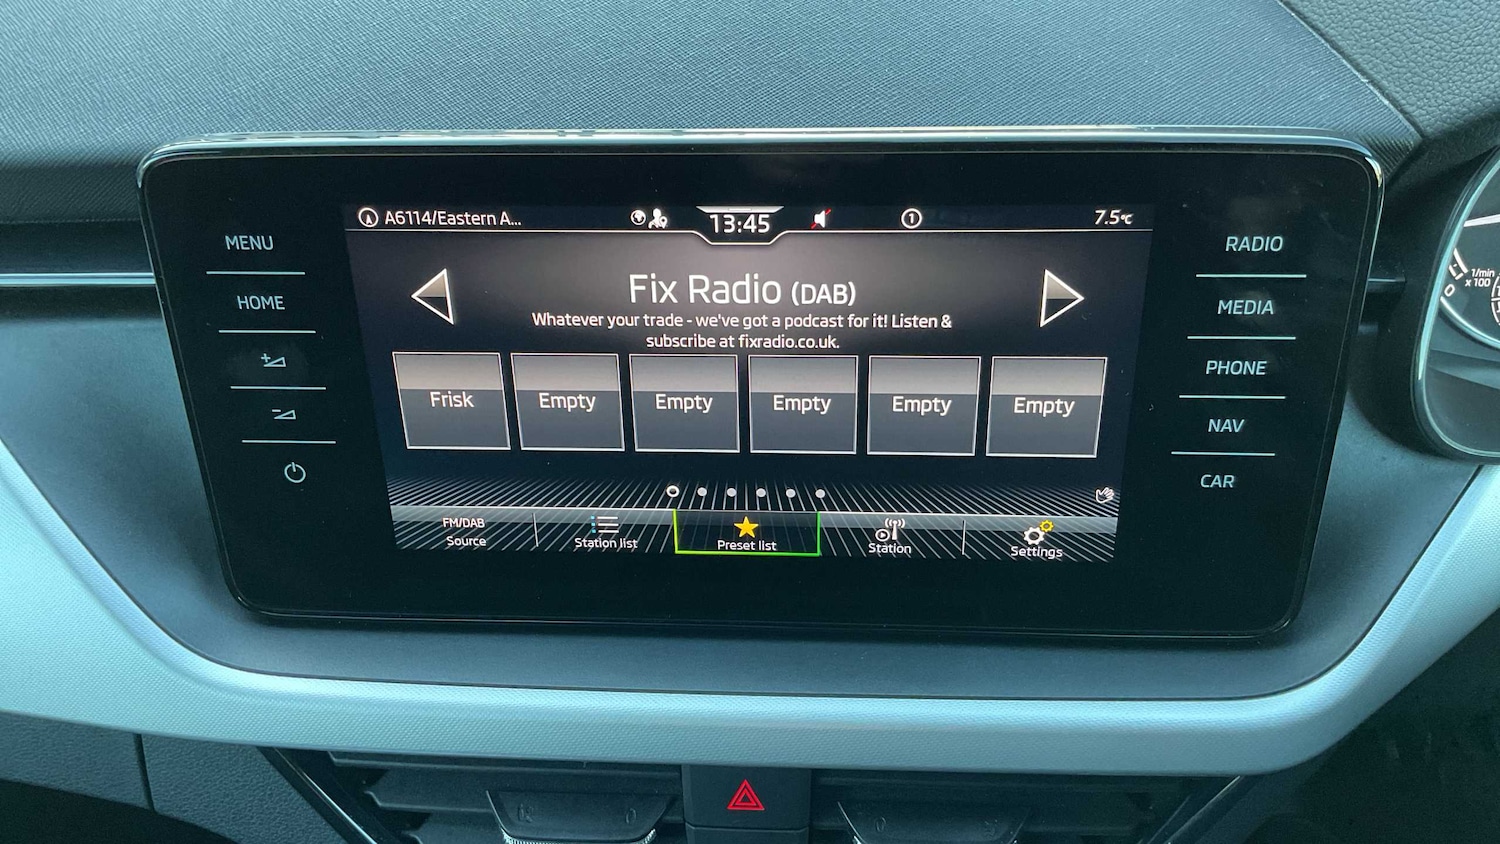 A6114/Eastern A...
13:45
1
7.5°C
MENU
HOME
RADIO
MEDIA
PHONE
NAV
CAR
Fix Radio (DAB)
Whatever your trade - we've got a podcast for it! Listen &
subscribe at fixradio.co.uk.
Frisk
Empty
Empty
Empty
Empty
Empty
FM/DAB
Source
Station list
Preset list
Station
Settings
1/min
x 100
0